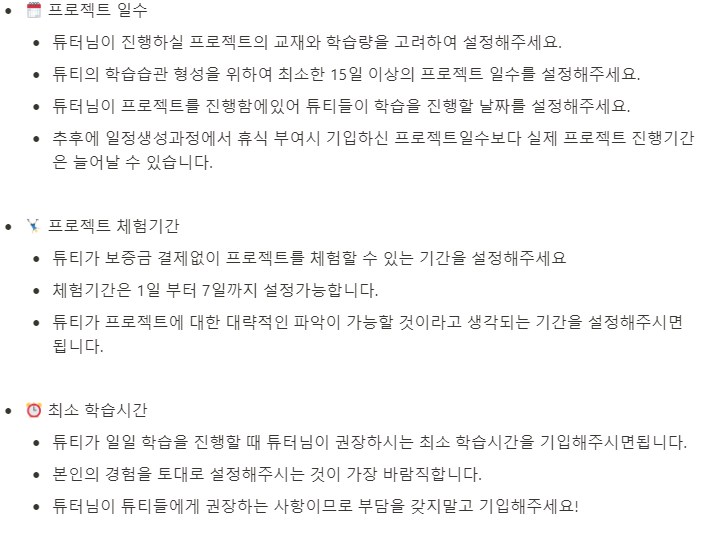 프로젝트 일수
튜터님이 진행하실 프로젝트의 교재와 학습량을 고려하여 설정해주세요.
튜티의 학습습관 형성을 위하여 최소한 15일 이상의 프로젝트 일수를 설정해주세요.
튜터님이 프로젝트를 진행함에있어 튜티들이 학습을 진행할 날짜를 설정해주세요.
추후에 일정생성과정에서 휴식 부여시 기입하신 프로젝트일수보다 실제 프로젝트 진행기간
은 늘어날 수 있습니다.
프로젝트 체험기간
튜티가 보증금 결제없이 프로젝트를 체험할 수 있는 기간을 설정해주세요
체험기간은 1일 부터 7일까지 설정가능합니다.
튜티가 프로젝트에 대한 대략적인 파악이 가능할 것이라고 생각되는 기간을 설정해주시면
됩니다.
최소 학습시간
튜티가 일일 학습을 진행할 때 튜터님이 권장하시는 최소 학습시간을 기입해주시면됩니다.
본인의 경험을 토대로 설정해주시는 것이 가장 바람직합니다.
튜터님이 튜티들에게 권장하는 사항이므로 부담을 갖지말고 기입해주세요!